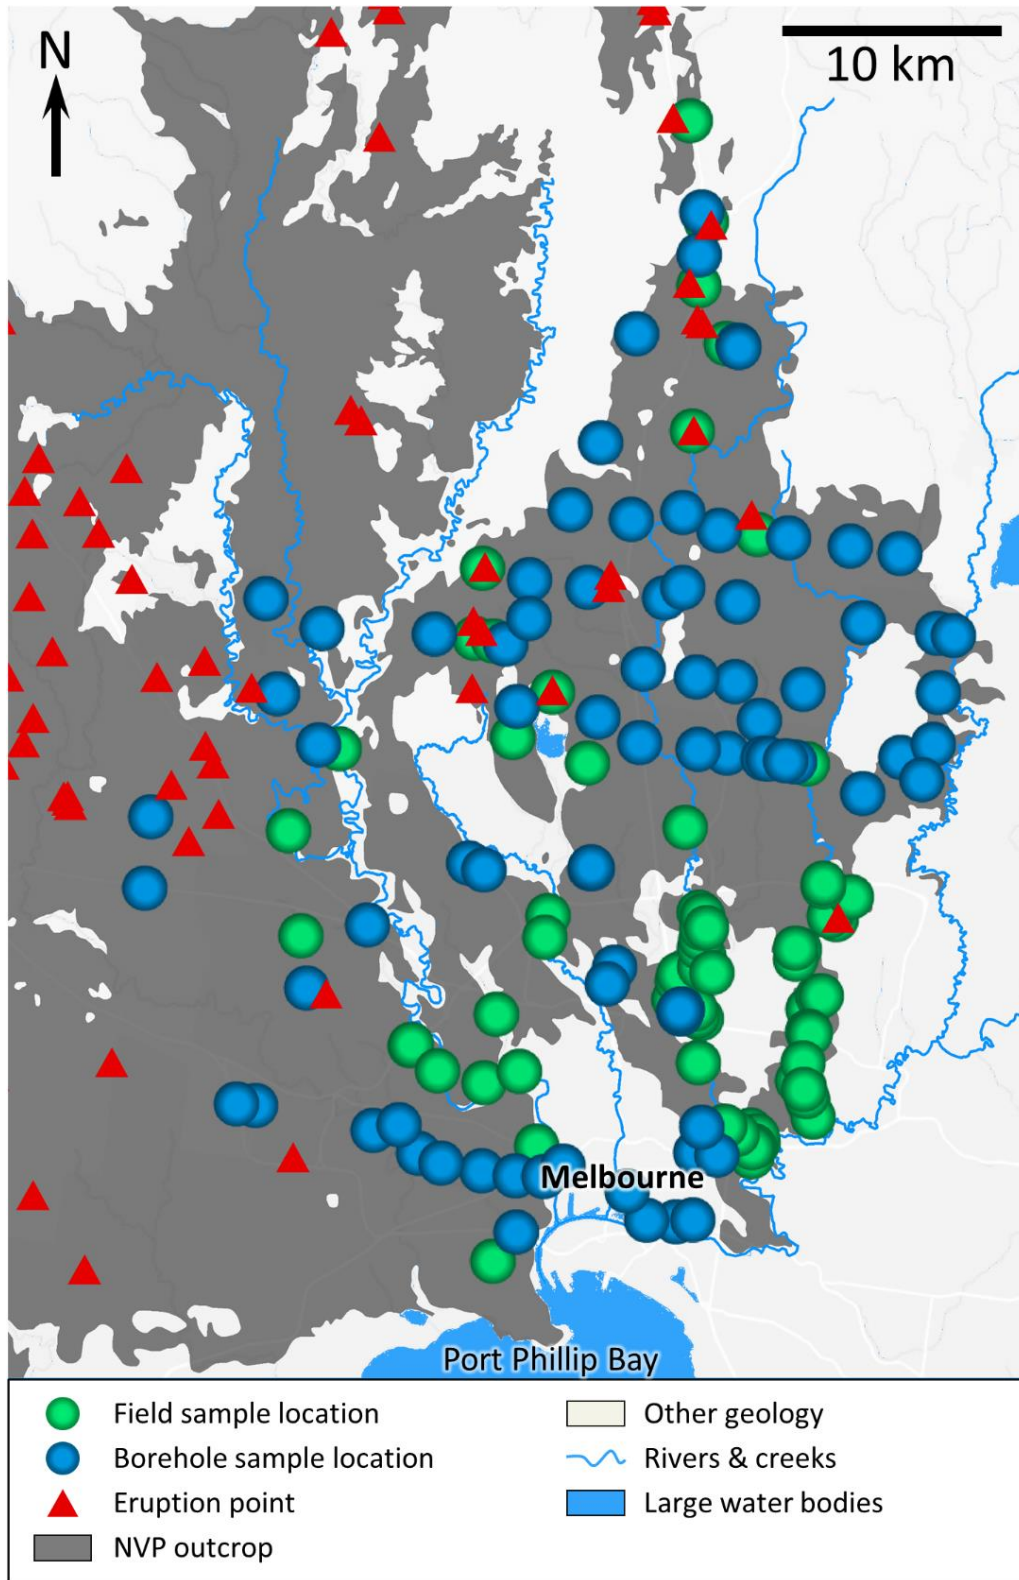 N
10 km
Melbourne
Port Phillip Bay
Field sample location
Borehole sample location
Eruption point
NVP outcrop
Other geology
Rivers & creeks
Large water bodies